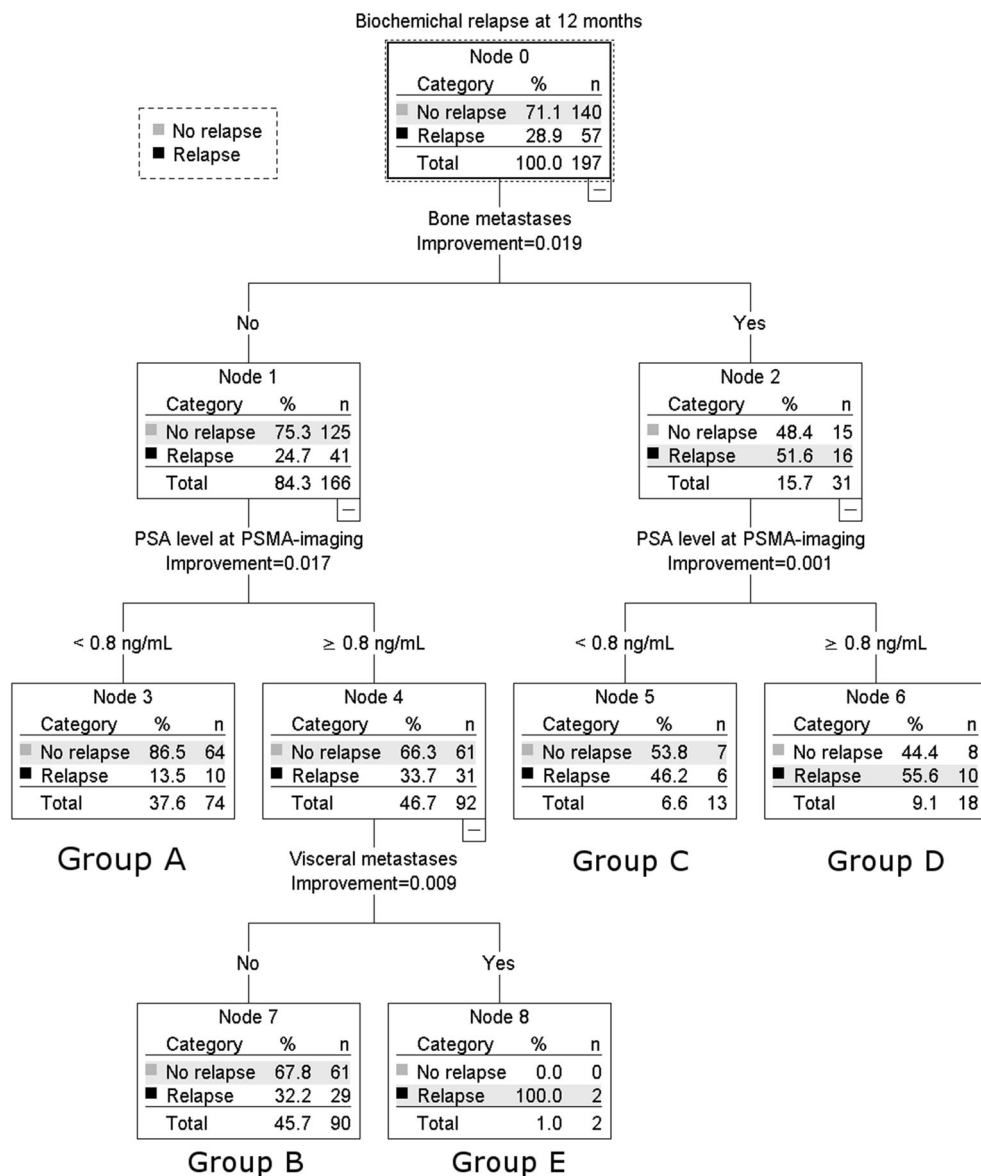 Biochemichal relapse at 12 months
No relapse
Relapse
Node 0
Category % n
No relapse 71.1 140
Relapse 28.9 57
Total 100.0 197
Bone metastases
Improvement=0.019
No
Yes
Node 1
Category % n
No relapse 75.3 125
Relapse 24.7 41
Total 84.3 166
Node 2
Category % n
No relapse 48.4 15
Relapse 51.6 16
Total 15.7 31
PSA level at PSMA-imaging
Improvement=0.017
PSA level at PSMA-imaging
Improvement=0.001
< 0.8 ng/mL
≥ 0.8 ng/mL
< 0.8 ng/mL
≥ 0.8 ng/mL
Node 3
Category % n
No relapse 86.5 64
Relapse 13.5 10
Total 37.6 74
Group A
Node 4
Category % n
No relapse 66.3 61
Relapse 33.7 31
Total 46.7 92
Node 5
Category % n
No relapse 53.8 7
Relapse 46.2 6
Total 6.6 13
Group C
Node 6
Category % n
No relapse 44.4 8
Relapse 55.6 10
Total 9.1 18
Group D
Visceral metastases
Improvement=0.009
No
Yes
Node 7
Category % n
No relapse 67.8 61
Relapse 32.2 29
Total 45.7 90
Group B
Node 8
Category % n
No relapse 0.0 0
Relapse 100.0 2
Total 1.0 2
Group E